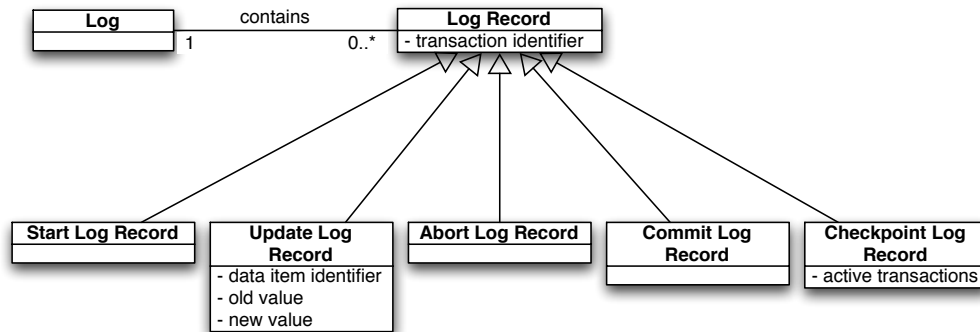 Log
contains
1
0..*
Log Record
- transaction identifier
Start Log Record
Update Log
Record
- data item identifier
- old value
- new value
Abort Log Record
Commit Log
Record
Checkpoint Log
Record
- active transactions